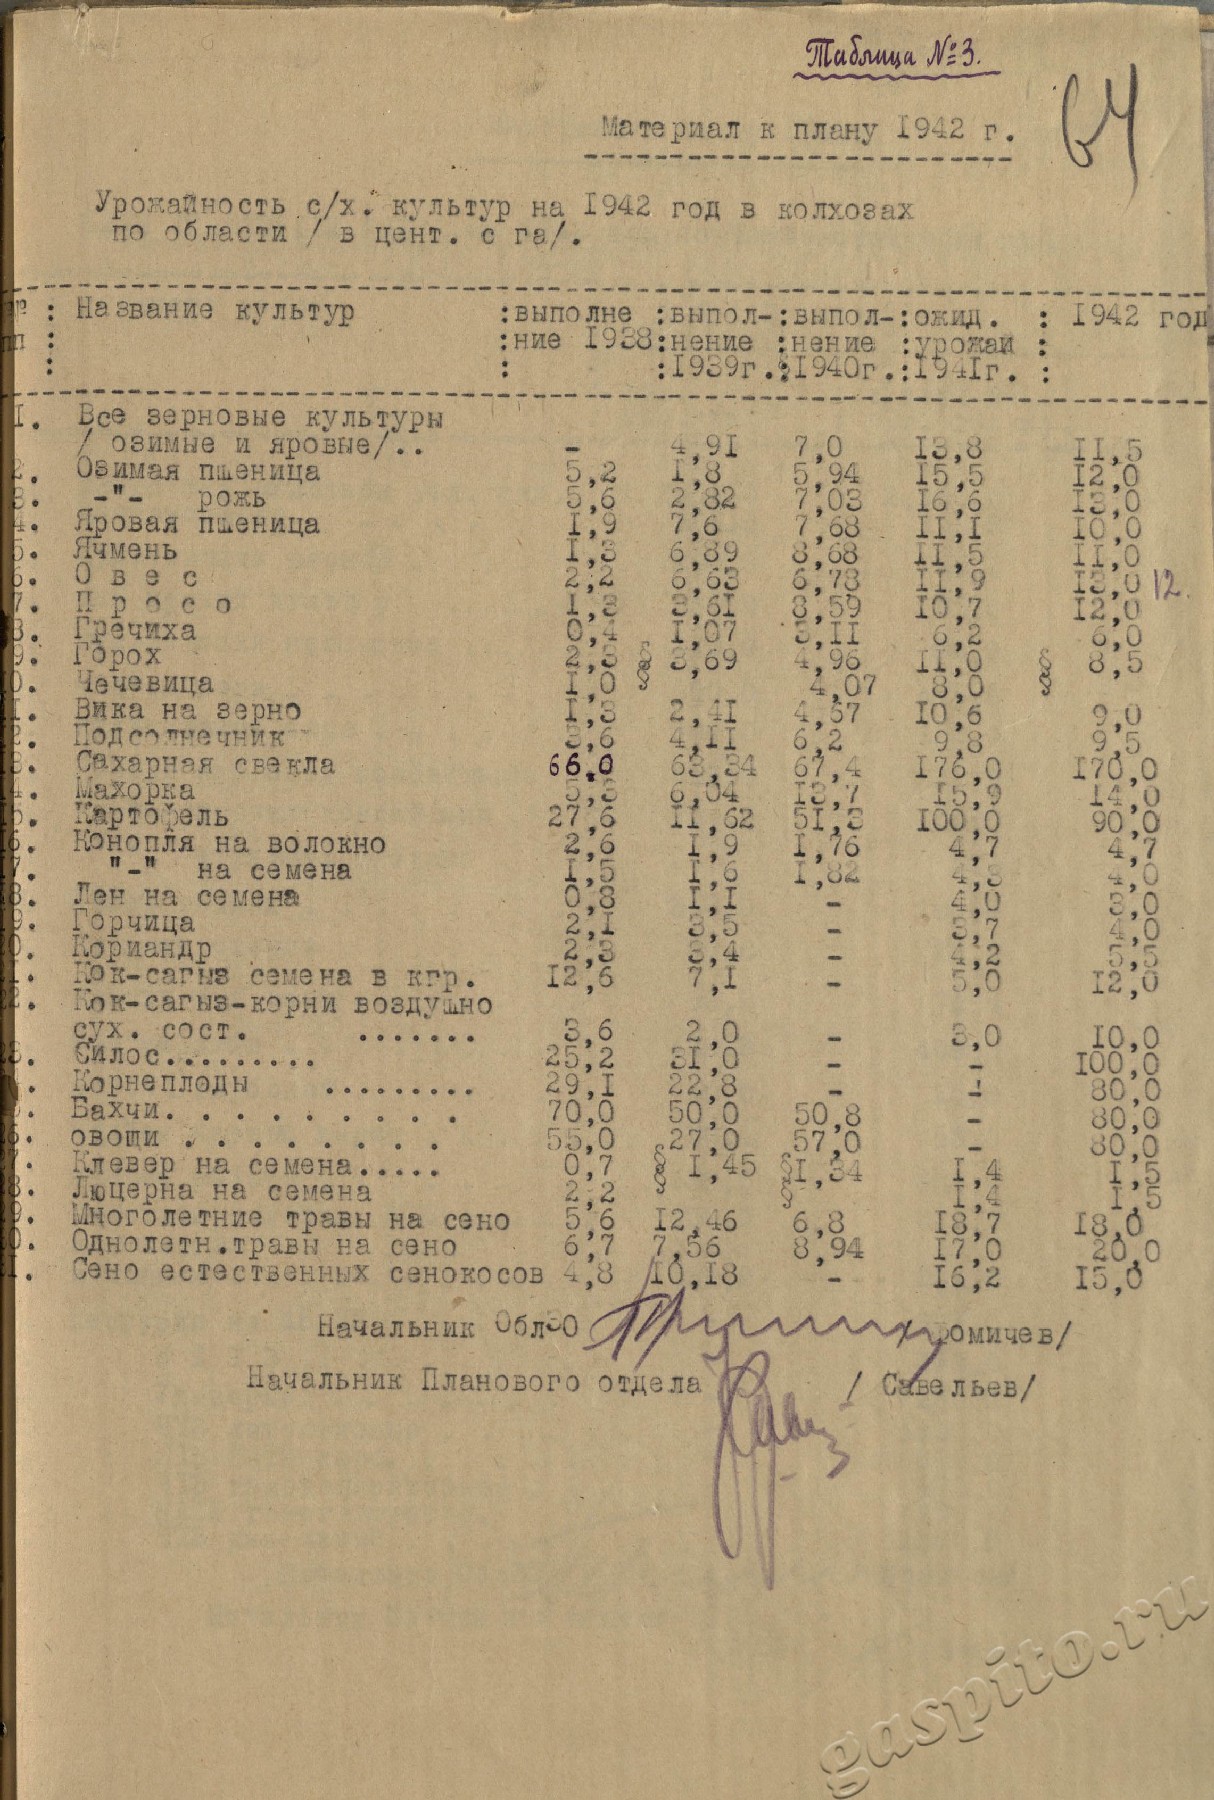 Таблица № 3.
64
Материал к плану 1942 г.
Урожайность с/х. культур на 1942 год в колхозах
по области / в цент. с га/.
№ : Название культур :выполне :выпол-:выпол-:ожид. : 1942 год
пп : :ние 1938:нение :нение :урожай :
: : :1939г.:1940г.:1941г. :
1. Все зерновые культуры
/ озимые и яровые/.. - 4,91 7,0 13,8 11,5
2. Озимая пшеница 5,2 1,8 5,94 15,5 12,0
3. -"- рожь 5,6 2,82 7,03 16,6 13,0
4. Яровая пшеница 1,9 7,6 7,68 11,1 10,0
5. Ячмень 1,3 6,89 8,68 11,5 11,0
6. О в е с 2,2 6,63 6,78 11,9 13,0 12.
7. П р о с о 1,3 3,61 8,59 10,7 12,0
8. Гречиха 0,4 1,07 3,11 6,2 6,0
9. Горох 2,3 3,69 4,96 11,0 8,5
10. Чечевица 1,0 4,07 8,0
11. Вика на зерно 1,3 2,41 4,67 10,6 9,0
12. Подсолнечник 3,6 4,11 6,2 9,8 9,5
13. Сахарная свекла 66,0 63,34 67,4 176,0 170,0
14. Махорка 5,3 6,04 13,7 15,9 14,0
15. Картофель 27,6 11,62 51,3 100,0 90,0
16. Конопля на волокно 2,6 1,9 1,76 4,7 4,7
17. "-" на семена 1,5 1,6 1,82 4,3 4,0
18. Лен на семена 0,8 1,1 - 4,0 3,0
19. Горчица 2,1 3,5 - 3,7 4,0
20. Кориандр 2,3 3,4 - 4,2 5,5
21. Кок-сагыз семена в кгр. 12,6 7,1 - 5,0 12,0
22. Кок-сагыз-корни воздушно
сух. сост. ....... 3,6 2,0 - 3,0 10,0
23. Силос......... 25,2 31,0 - - 100,0
. Корнеплоды ......... 29,1 22,8 - - 80,0
5. Бахчи. . . . . . . . . 70,0 50,0 50,8 - 80,0
26. овощи . . . . . . . . 55,0 27,0 57,0 - 80,0
27. Клевер на семена..... 0,7 1,45 1,34 1,4 1,5
28. Люцерна на семена 2,2 1,4 1,5
29. Многолетние травы на сено 5,6 12,46 6,8 18,7 18,0
30. Однолетн.травы на сено 6,7 7,56 8,94 17,0 20,0
31. Сено естественных сенокосов 4,8 10,18 - 16,2 15,0
Начальник ОблЗО /Фомичев/
Начальник Планового отдела / Савельев/
gaspito.ru